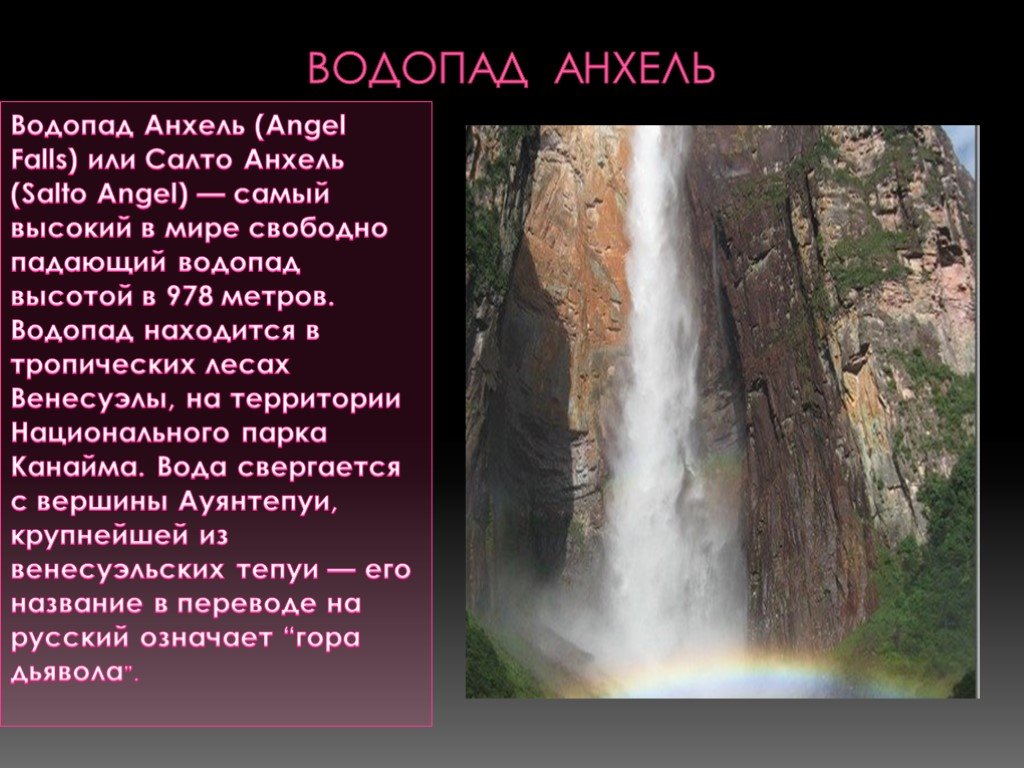 ВОДОПАД АНХЕЛЬ
Водопад Анхель (Angel
Falls) или Салто Анхель
(Salto Angel) — самый
высокий в мире свободно
падающий водопад
высотой в 978 метров.
Водопад находится в
тропических лесах
Венесуэлы, на территории
Национального парка
Канайма. Вода свергается
с вершины Ауянтепуи,
крупнейшей из
венесуэльских тепуи — его
название в переводе на
русский означает “гора
дьявола”.